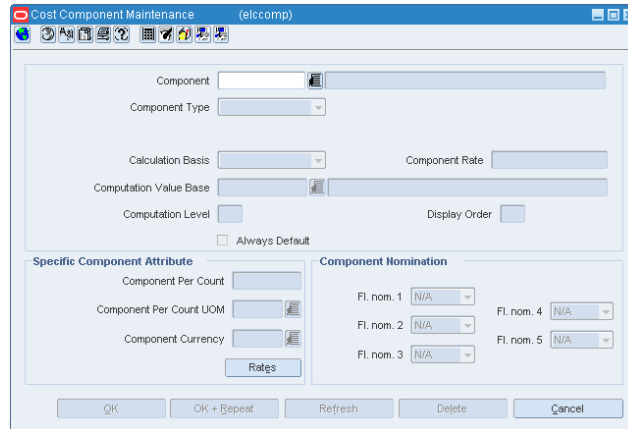 Cost Component Maintenance (elccomp)
Component
Component Type
Calculation Basis Component Rate
Computation Value Base
Computation Level Display Order
Always Default
Specific Component Attribute Component Nomination
Component Per Count
Fl. nom. 1 N/A
Component Per Count UOM Fl. nom. 4 N/A
Fl. nom. 2 N/A
Component Currency Fl. nom. 5 N/A
Fl. nom. 3 N/A
Rates
OK OK + Repeat Refresh Delete Cancel